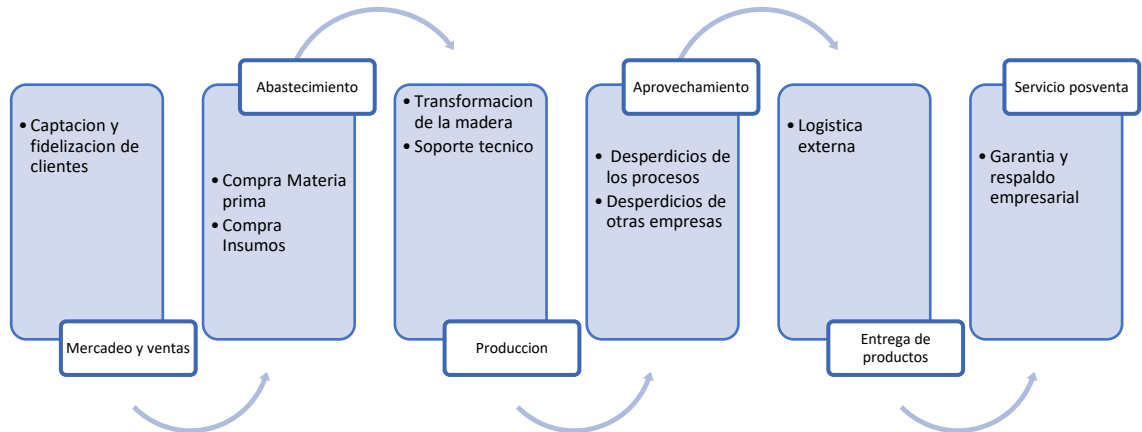 • Captacion y
fidelizacion de
clientes
Mercadeo y ventas
Abastecimiento
• Compra Materia
prima
• Compra
Insumos
• Transformacion
de la madera
• Soporte tecnico
Produccion
Aprovechamiento
• Desperdicios de
los procesos
• Desperdicios de
otras empresas
• Logistica
externa
Entrega de
productos
Servicio posventa
• Garantia y
respaldo
empresarial